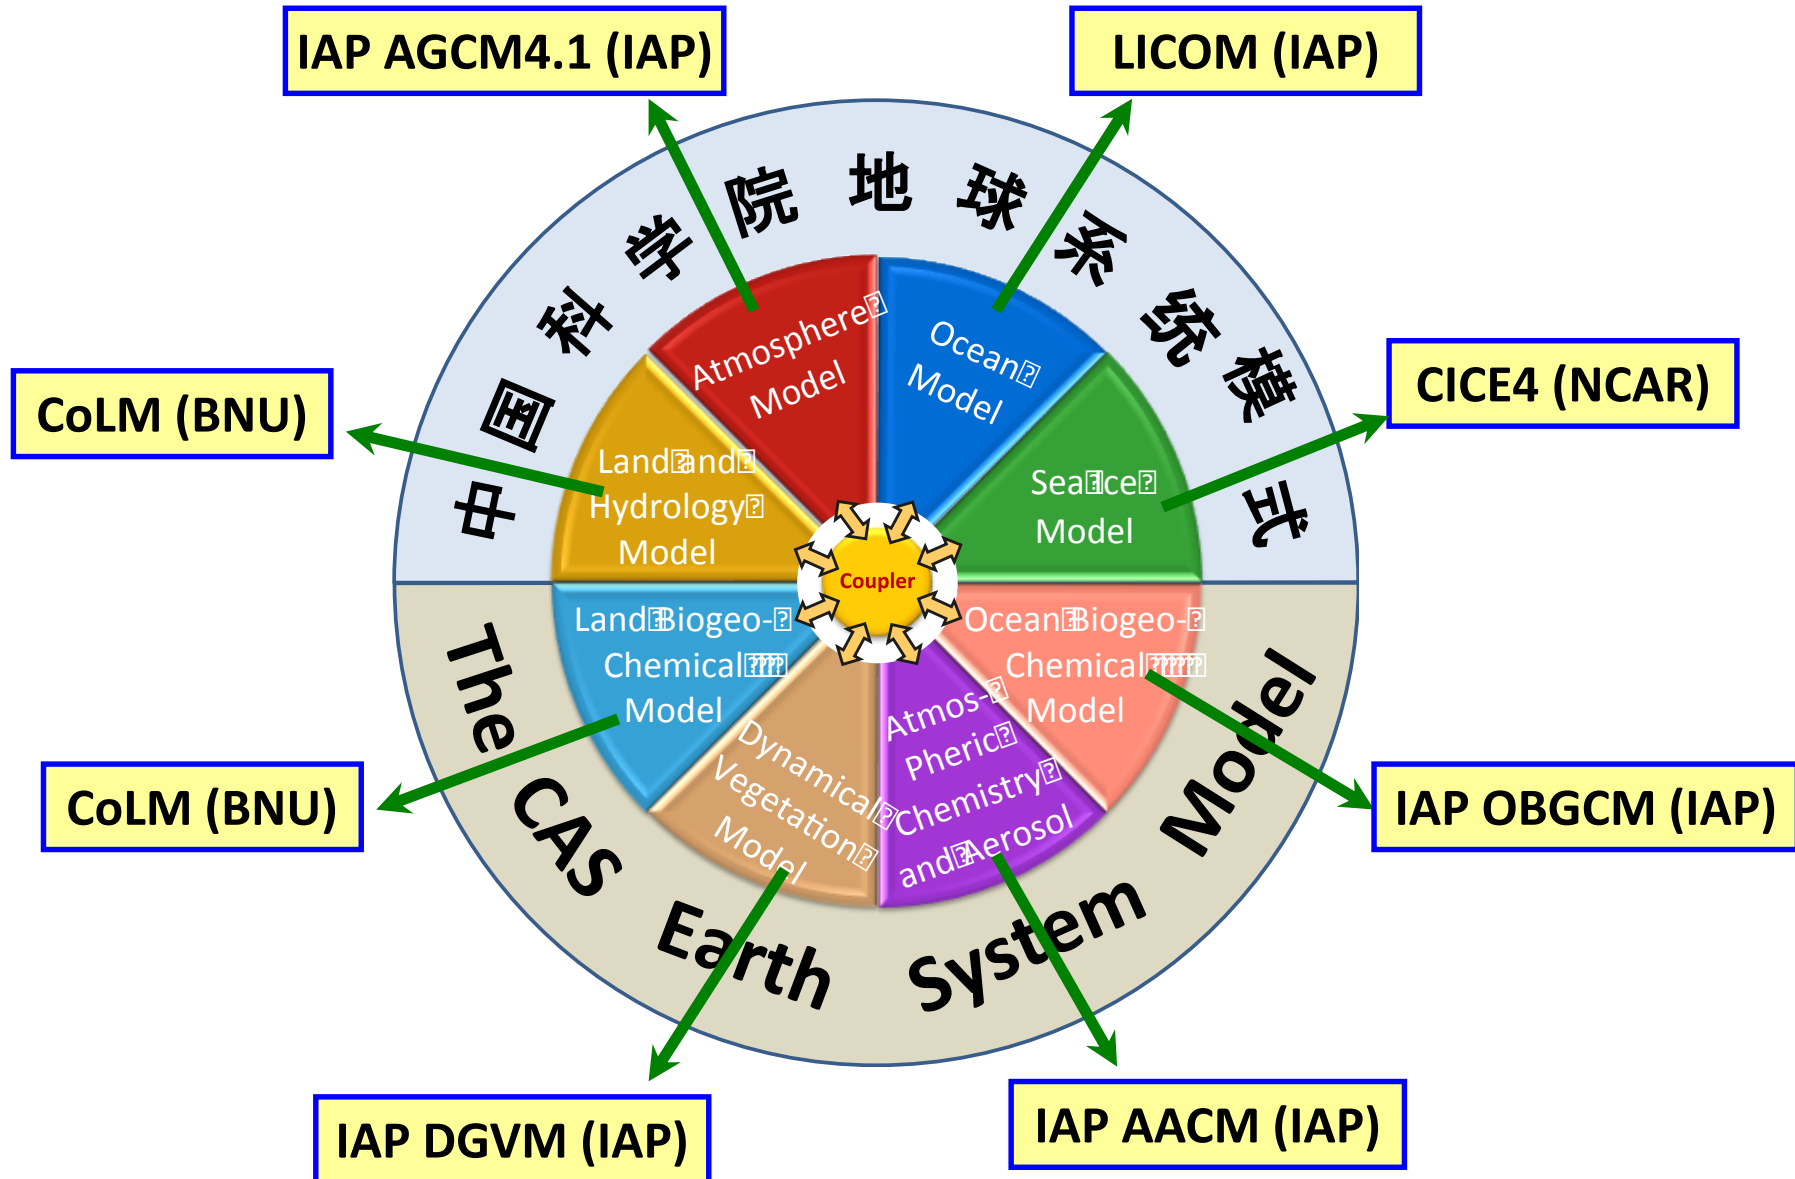 IAP AGCM4.1 (IAP)
LICOM (IAP)
中国科学院地球系统模式
CoLM (BNU)
CICE4 (NCAR)
Atmosphere
Model
Ocean
Model
Land and
Hydrology
Model
Sea Ice
Model
Coupler
Land Biogeo-
Chemical
Model
Ocean Biogeo-
Chemical
Model
Dynamical
Vegetation
Model
Atmos-
Pheric
Chemistry
and Aerosol
The CAS Earth System Model
CoLM (BNU)
IAP OBGCM (IAP)
IAP DGVM (IAP)
IAP AACM (IAP)